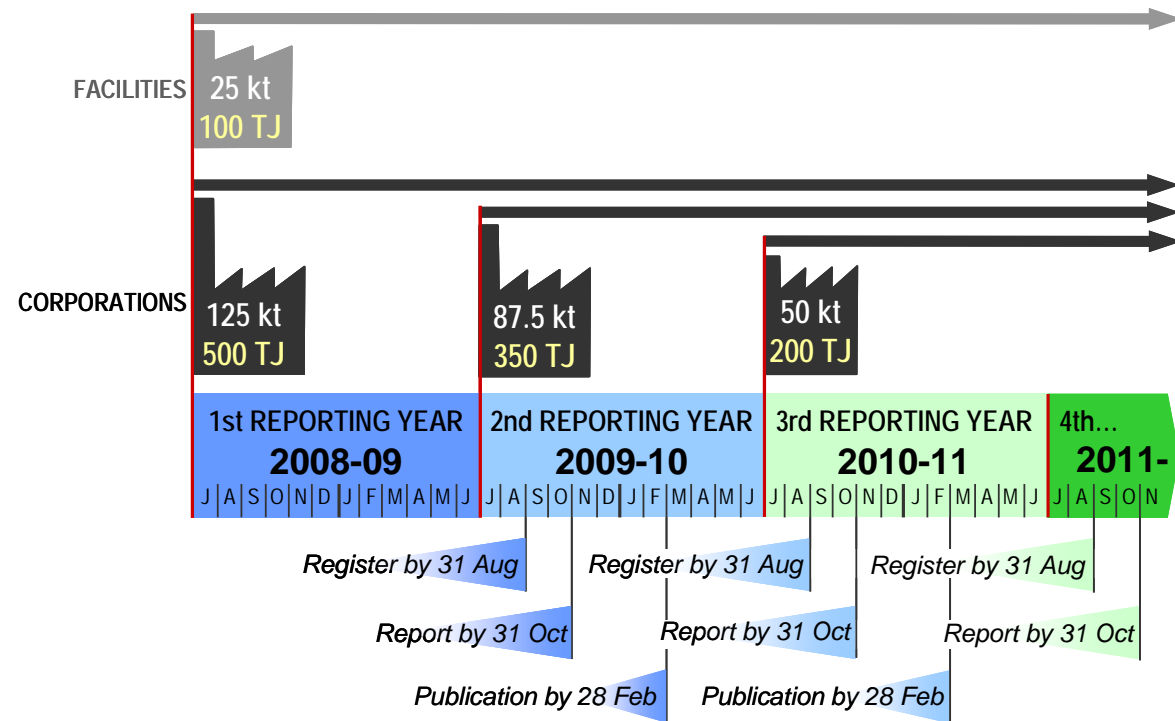 FACILITIES
25 kt
100 TJ
CORPORATIONS
125 kt
500 TJ
87.5 kt
350 TJ
50 kt
200 TJ
1st REPORTING YEAR
2008-09
J A S O N D J F M A M J
2nd REPORTING YEAR
2009-10
J A S O N D J F M A M J
3rd REPORTING YEAR
2010-11
J A S O N D J F M A M J
4th...
2011-
J A S O N
Register by 31 Aug
Register by 31 Aug
Register by 31 Aug
Report by 31 Oct
Report by 31 Oct
Report by 31 Oct
Publication by 28 Feb
Publication by 28 Feb